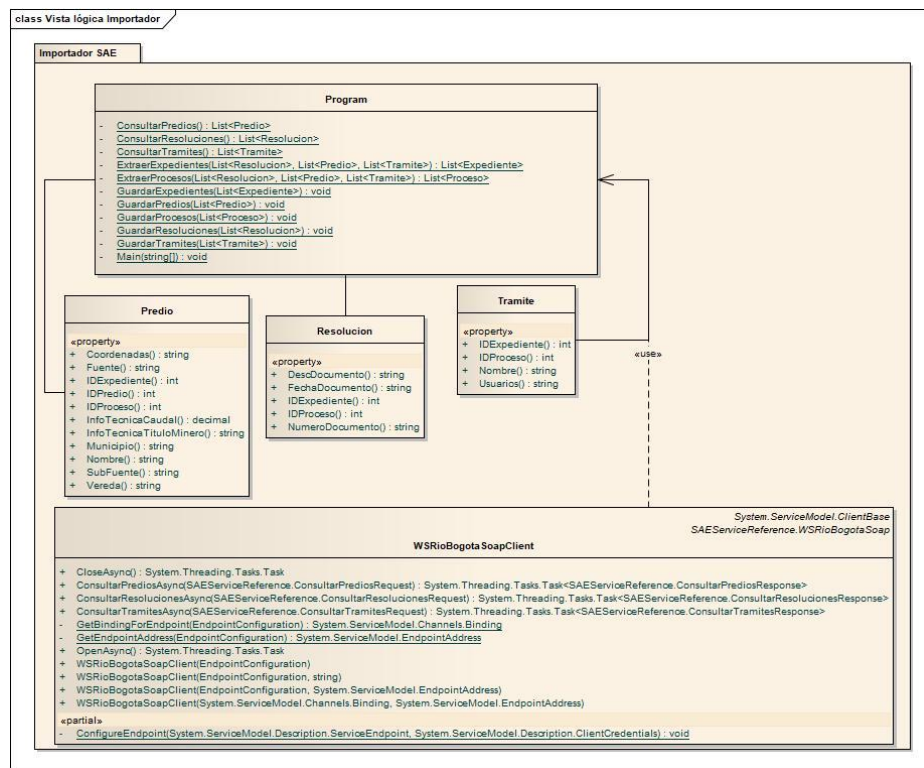 class Vista lógica Importador
Importador SAE
Program
- ConsultarPredios() : List<Predio>
- ConsultarResoluciones() : List<Resolucion>
- ConsultarTramites() : List<Tramite>
- ExtraerExpedientes(List<Resolucion>, List<Predio>, List<Tramite>) : List<Expediente>
- ExtraerProcesos(List<Resolucion>, List<Predio>, List<Tramite>) : List<Proceso>
- GuardarExpedientes(List<Expediente>) : void
- GuardarPredios(List<Predio>) : void
- GuardarProcesos(List<Proceso>) : void
- GuardarResoluciones(List<Resolucion>) : void
- GuardarTramites(List<Tramite>) : void
- Main(string[]) : void
Predio
«property»
+ Coordenadas() : string
+ Fuente() : string
+ IDExpediente() : int
+ IDPredio() : int
+ IDProceso() : int
+ InfoTecnicaCaudal() : decimal
+ InfoTecnicaTituloMinero() : string
+ Municipio() : string
+ Nombre() : string
+ SubFuente() : string
+ Vereda() : string
Resolucion
«property»
+ DescDocumento() : string
+ FechaDocumento() : string
+ IDExpediente() : int
+ IDProceso() : int
+ NumeroDocumento() : string
Tramite
«property»
+ IDExpediente() : int
+ IDProceso() : int
+ Nombre() : string
+ Usuarios() : string
«use»
System.ServiceModel.ClientBase
SAEServiceReference.WSRioBogotaSoap
WSRioBogotaSoapClient
+ CloseAsync() : System.Threading.Tasks.Task
+ ConsultarPrediosAsync(SAEServiceReference.ConsultarPrediosRequest) : System.Threading.Tasks.Task<SAEServiceReference.ConsultarPrediosResponse>
+ ConsultarResolucionesAsync(SAEServiceReference.ConsultarResolucionesRequest) : System.Threading.Tasks.Task<SAEServiceReference.ConsultarResolucionesResponse>
+ ConsultarTramitesAsync(SAEServiceReference.ConsultarTramitesRequest) : System.Threading.Tasks.Task<SAEServiceReference.ConsultarTramitesResponse>
- GetBindingForEndpoint(EndpointConfiguration) : System.ServiceModel.Channels.Binding
- GetEndpointAddress(EndpointConfiguration) : System.ServiceModel.EndpointAddress
+ OpenAsync() : System.Threading.Tasks.Task
+ WSRioBogotaSoapClient(EndpointConfiguration)
+ WSRioBogotaSoapClient(EndpointConfiguration, string)
+ WSRioBogotaSoapClient(EndpointConfiguration, System.ServiceModel.EndpointAddress)
+ WSRioBogotaSoapClient(System.ServiceModel.Channels.Binding, System.ServiceModel.EndpointAddress)
«partial»
- ConfigureEndpoint(System.ServiceModel.Description.ServiceEndpoint, System.ServiceModel.Description.ClientCredentials) : void